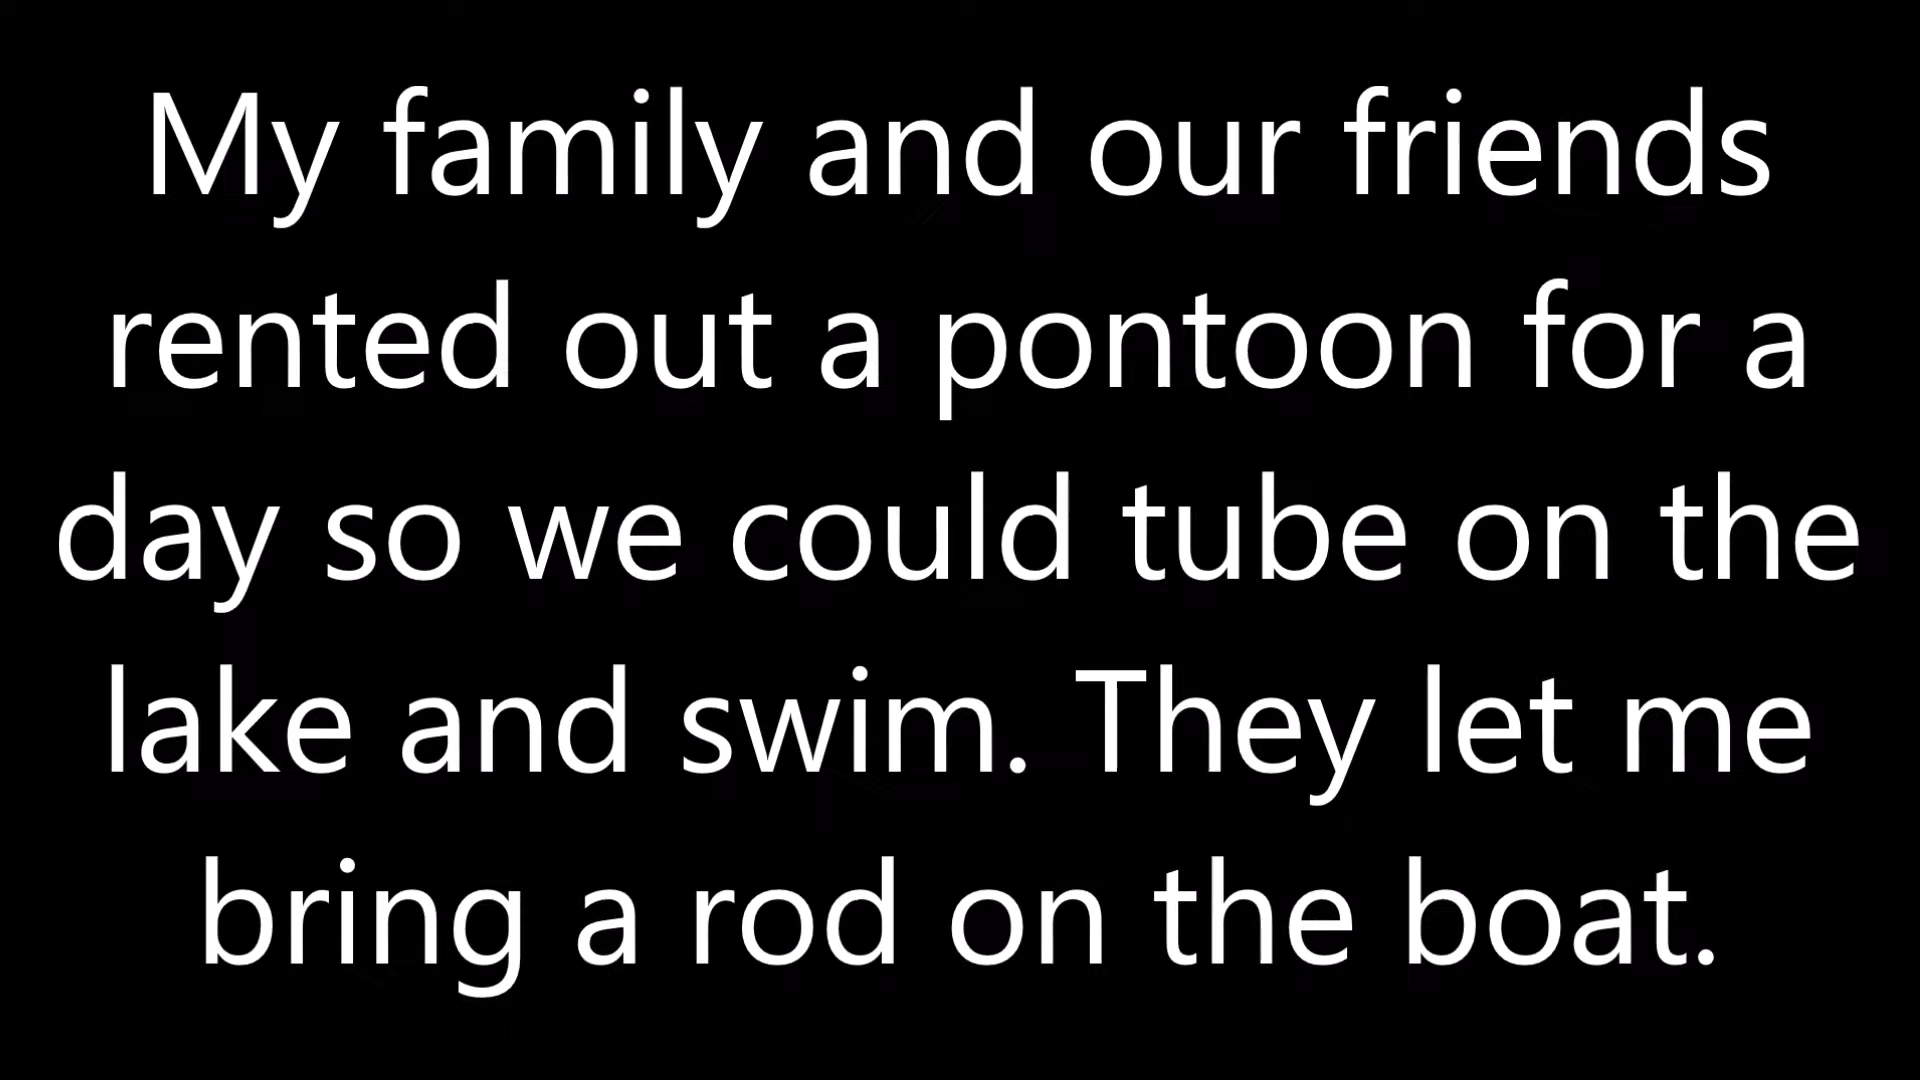 My family and our friends
rented out a pontoon for a
day so we could tube on the
lake and swim. They let me
bring a rod on the boat.